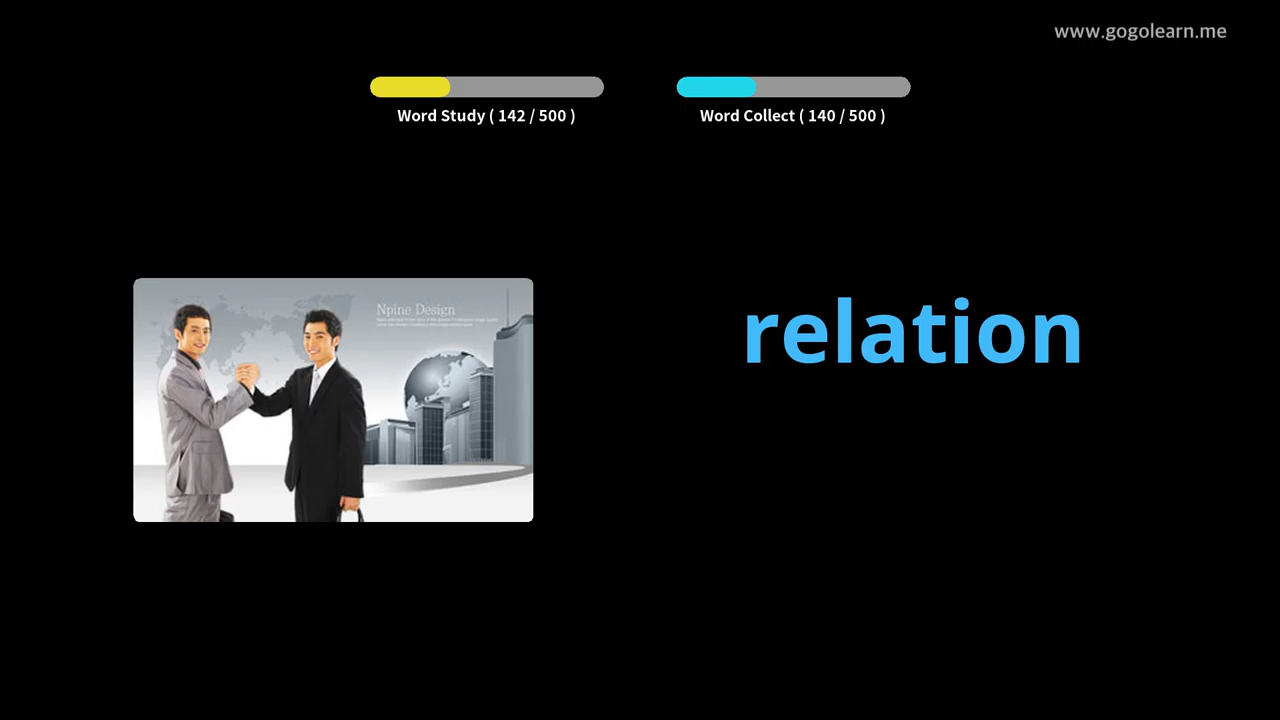 www.gogolearn.me
Word Study ( 142 / 500 )
Word Collect ( 140 / 500 )
Npine Design
relation